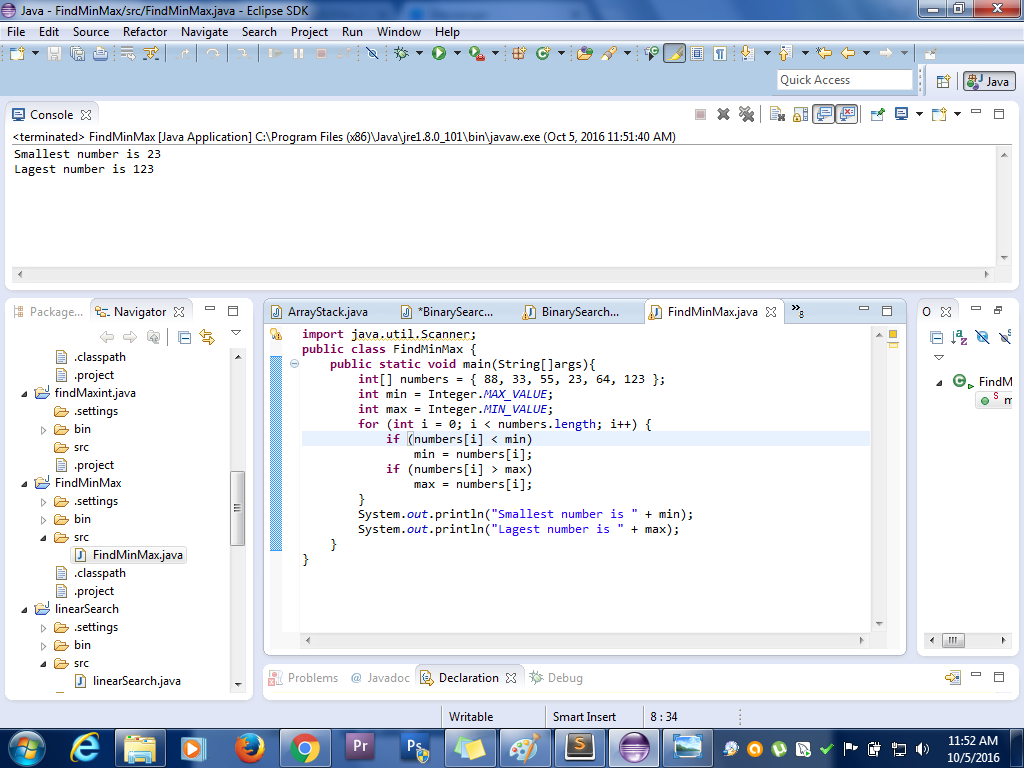 Java - FindMinMax/src/FindMinMax.java - Eclipse SDK
File Edit Source Refactor Navigate Search Project Run Window Help
Quick Access
Java
Console
<terminated> FindMinMax [Java Application] C:\Program Files (x86)\Java\jre1.8.0_101\bin\javaw.exe (Oct 5, 2016 11:51:40 AM)
Smallest number is 23
Lagest number is 123
Package... Navigator
.classpath
.project
findMaxint.java
.settings
bin
src
.project
FindMinMax
.settings
bin
src
FindMinMax.java
.classpath
.project
linearSearch
.settings
bin
src
linearSearch.java
ArrayStack.java *BinarySearc... BinarySearch... FindMinMax.java »8
import java.util.Scanner;
public class FindMinMax {
public static void main(String[]args){
int[] numbers = { 88, 33, 55, 23, 64, 123 };
int min = Integer.MAX_VALUE;
int max = Integer.MIN_VALUE;
for (int i = 0; i < numbers.length; i++) {
if (numbers[i] < min)
min = numbers[i];
if (numbers[i] > max)
max = numbers[i];
}
System.out.println("Smallest number is " + min);
System.out.println("Lagest number is " + max);
}
}
O
FindM
m
Problems @ Javadoc Declaration Debug
Writable Smart Insert 8 : 34
Pr Ps S
11:52 AM
10/5/2016